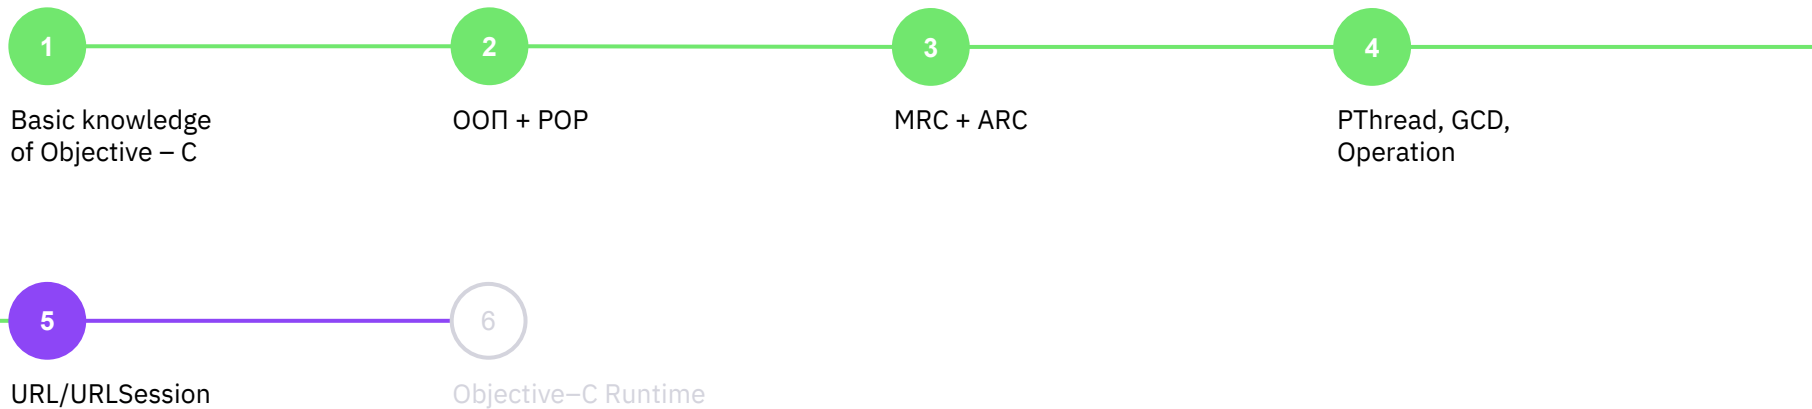 1
2
3
4
Basic knowledge
of Objective – C
ООП + POP
MRC + ARC
PThread, GCD,
Operation
5
6
URL/URLSession
Objective–C Runtime